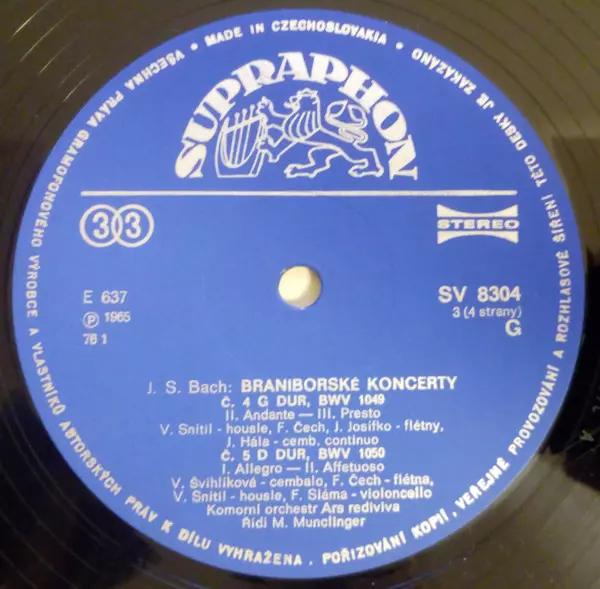 VŠECHNA PRÁVA GRAMOFONOVÉHO VÝROBCE A VLASTNÍKŮ AUTORSKÝCH PRÁV K DÍLU VYHRAŽENA. POŘIZOVÁNÍ KOPIÍ, VEŘEJNÉ PROVOZOVÁNÍ A ROZHLASOVÉ ŠÍŘENÍ TÉTO DESKY JE ZAKÁZÁNO • MADE IN CZECHOSLOVAKIA •
SUPRAPHON
33
STEREO
E 637
SV 8304
Ⓟ 1965
3 (4 strany)
76 1
G
J. S. Bach: BRANIBORSKÉ KONCERTY
Č. 4 G DUR, BWV 1049
II. Andante — III. Presto
V. Snítil - housle, F. Čech, J. Josífko - flétny,
J. Hála - cemb. continuo
Č. 5 D DUR, BWV 1050
I. Allegro — II. Affetuoso
V. Švihlíková - cembalo, F. Čech - flétna,
V. Snítil - housle, F. Sláma - violoncello
Komorní orchestr Ars rediviva
Řídí M. Munclinger